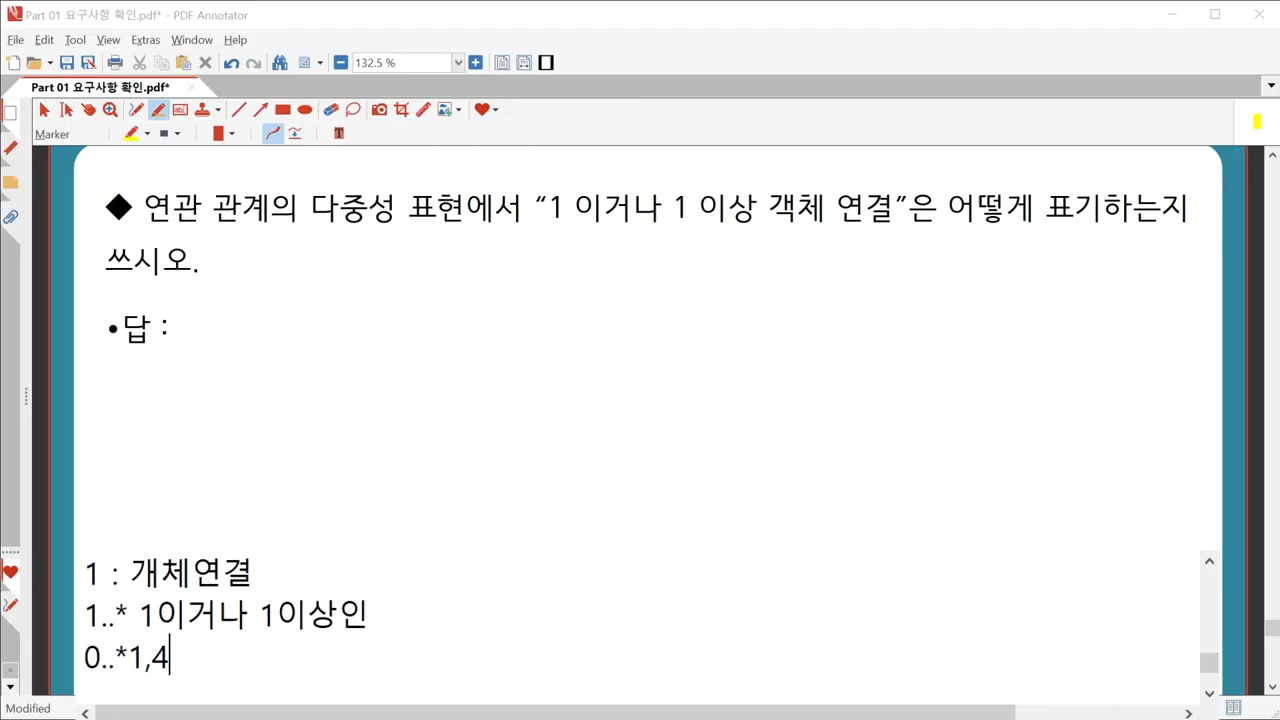 Part 01 요구사항 확인.pdf* - PDF Annotator
File Edit Tool View Extras Window Help
132.5 %
Part 01 요구사항 확인.pdf*
Marker
◆ 연관 관계의 다중성 표현에서 “1 이거나 1 이상 객체 연결”은 어떻게 표기하는지
쓰시오.
•답 :
1 : 개체연결
1..* 1이거나 1이상인
0..*1,4
Modified